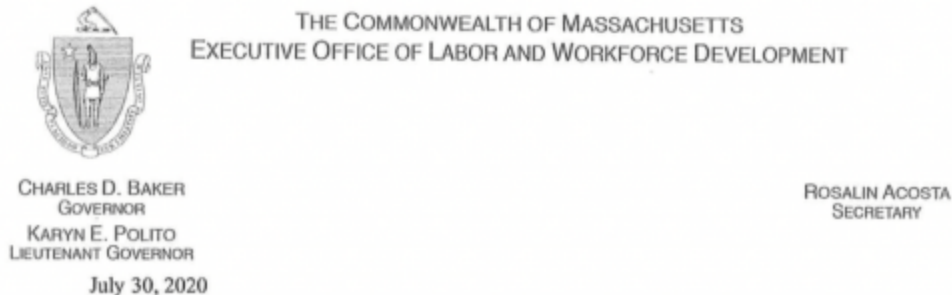 THE COMMONWEALTH OF MASSACHUSETTS
EXECUTIVE OFFICE OF LABOR AND WORKFORCE DEVELOPMENT
CHARLES D. BAKER
GOVERNOR
KARYN E. POLITO
LIEUTENANT GOVERNOR
ROSALIN ACOSTA
SECRETARY
July 30, 2020